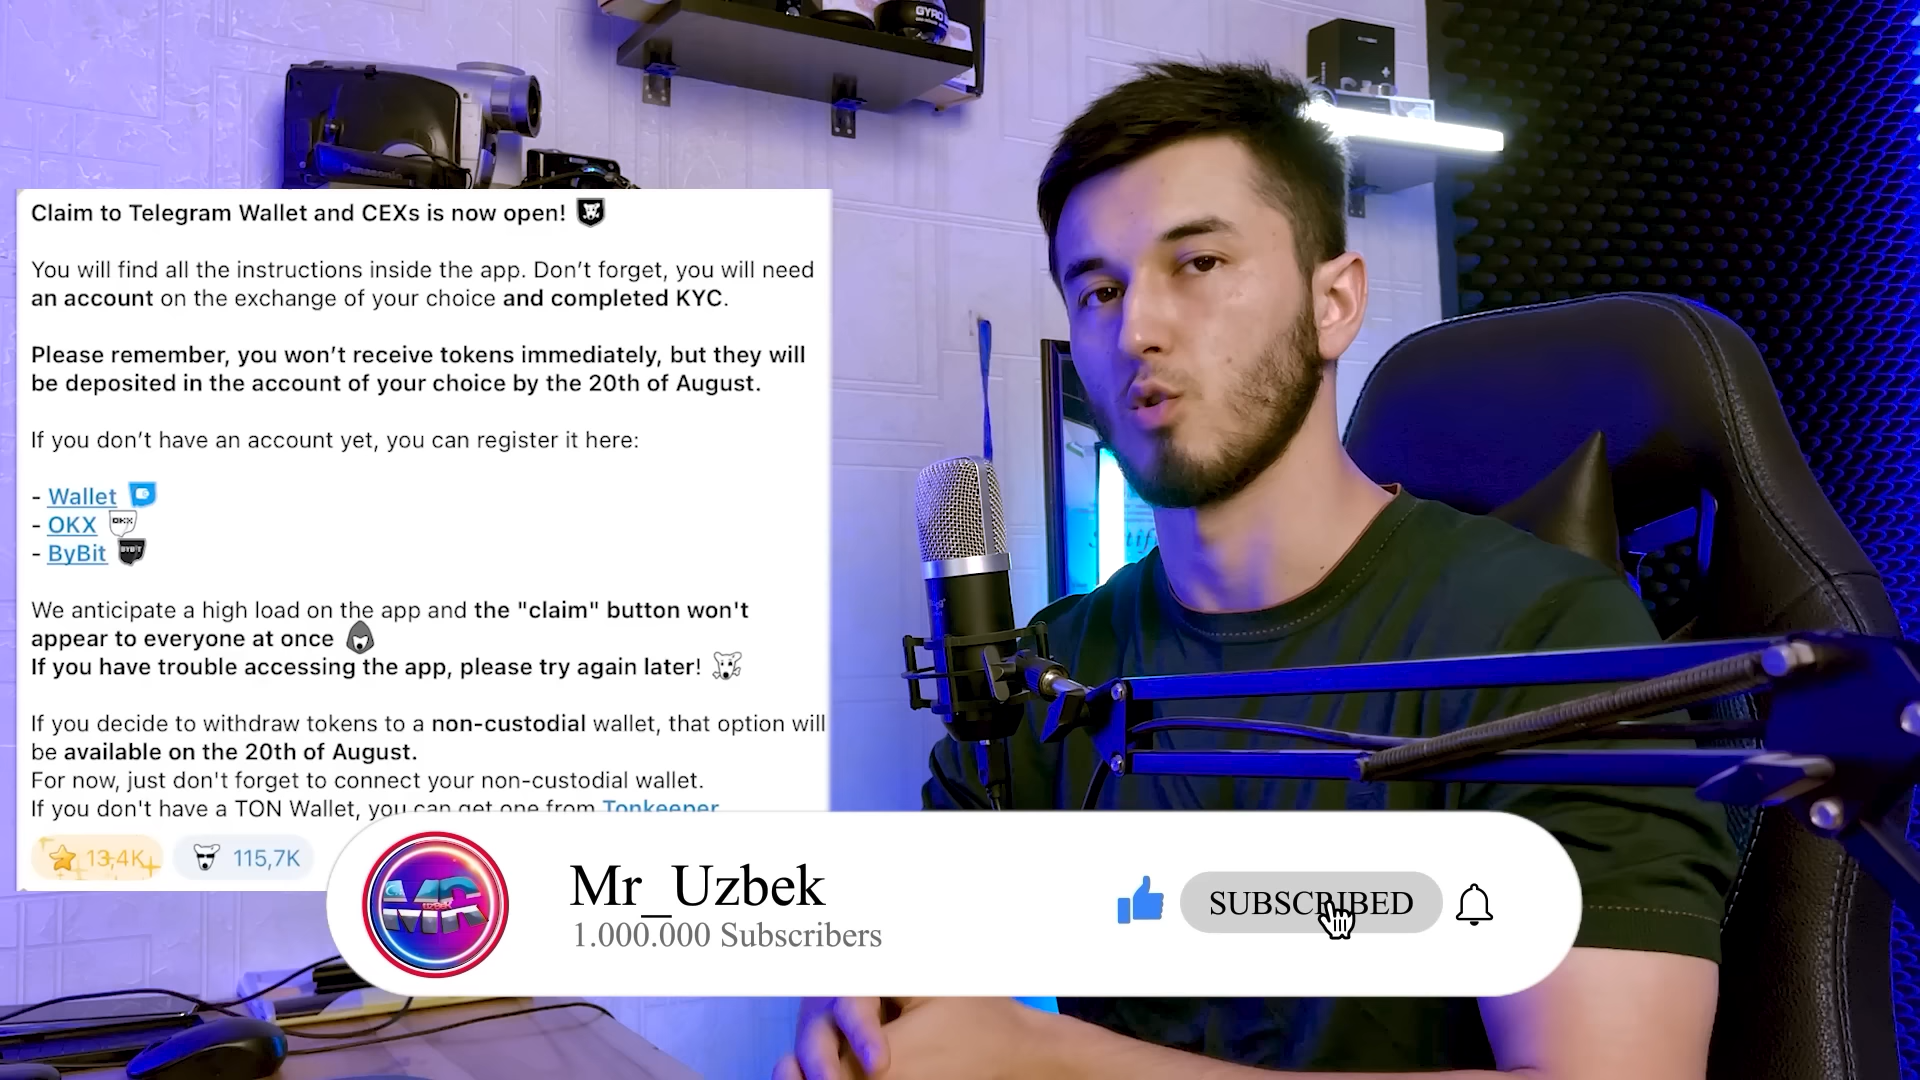 GYRO
Panasonic
Claim to Telegram Wallet and CEXs is now open!
You will find all the instructions inside the app. Don’t forget, you will need
an account on the exchange of your choice and completed KYC.
Please remember, you won’t receive tokens immediately, but they will
be deposited in the account of your choice by the 20th of August.
If you don’t have an account yet, you can register it here:
- Wallet
- OKX OKX
- ByBit BYBIT
We anticipate a high load on the app and the "claim" button won't
appear to everyone at once
If you have trouble accessing the app, please try again later!
If you decide to withdraw tokens to a non-custodial wallet, that option will
be available on the 20th of August.
For now, just don't forget to connect your non-custodial wallet.
If you don't have a TON Wallet, you can get one from Tonkeeper
13,4K 115,7K
MR
uzbek
Mr_Uzbek
1.000.000 Subscribers
SUBSCRIBED